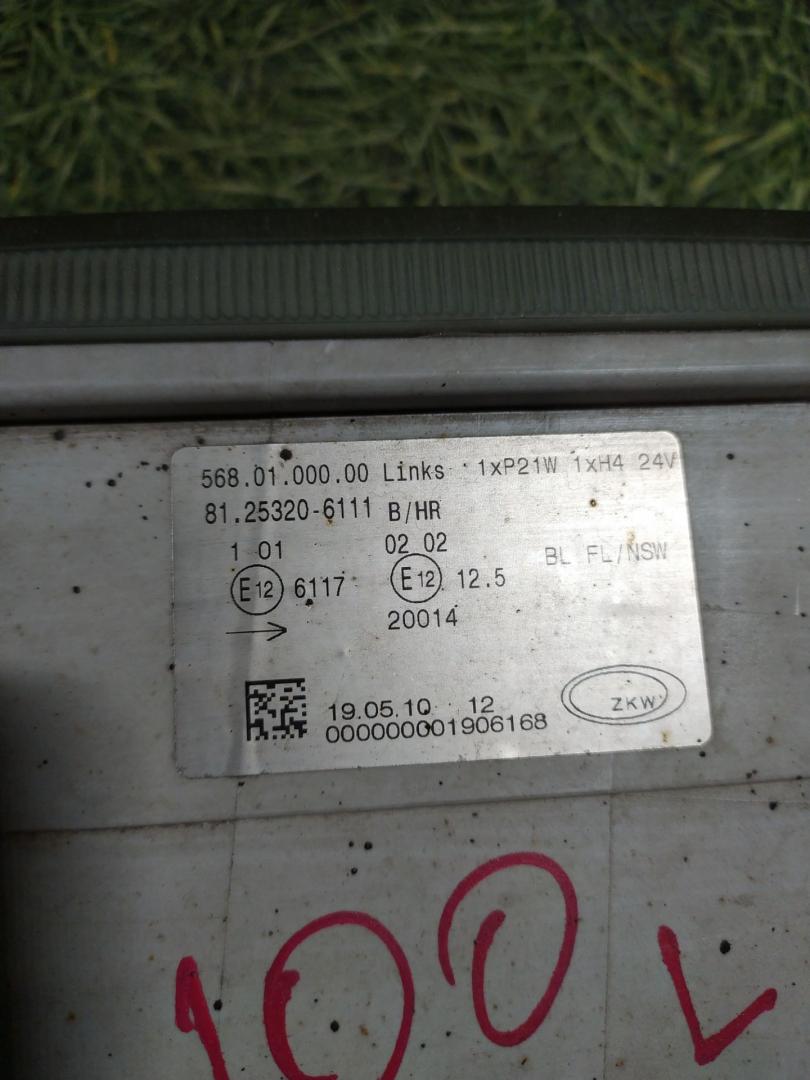 568.01.000.00 Links 1xP21W 1xH4 24V
81.25320-6111 B/HR
1 01 02 02 BL FL/NSW
E12 6117 E12 12.5
→ 20014
19.05.10 12
000000001906168
ZKW
100 L